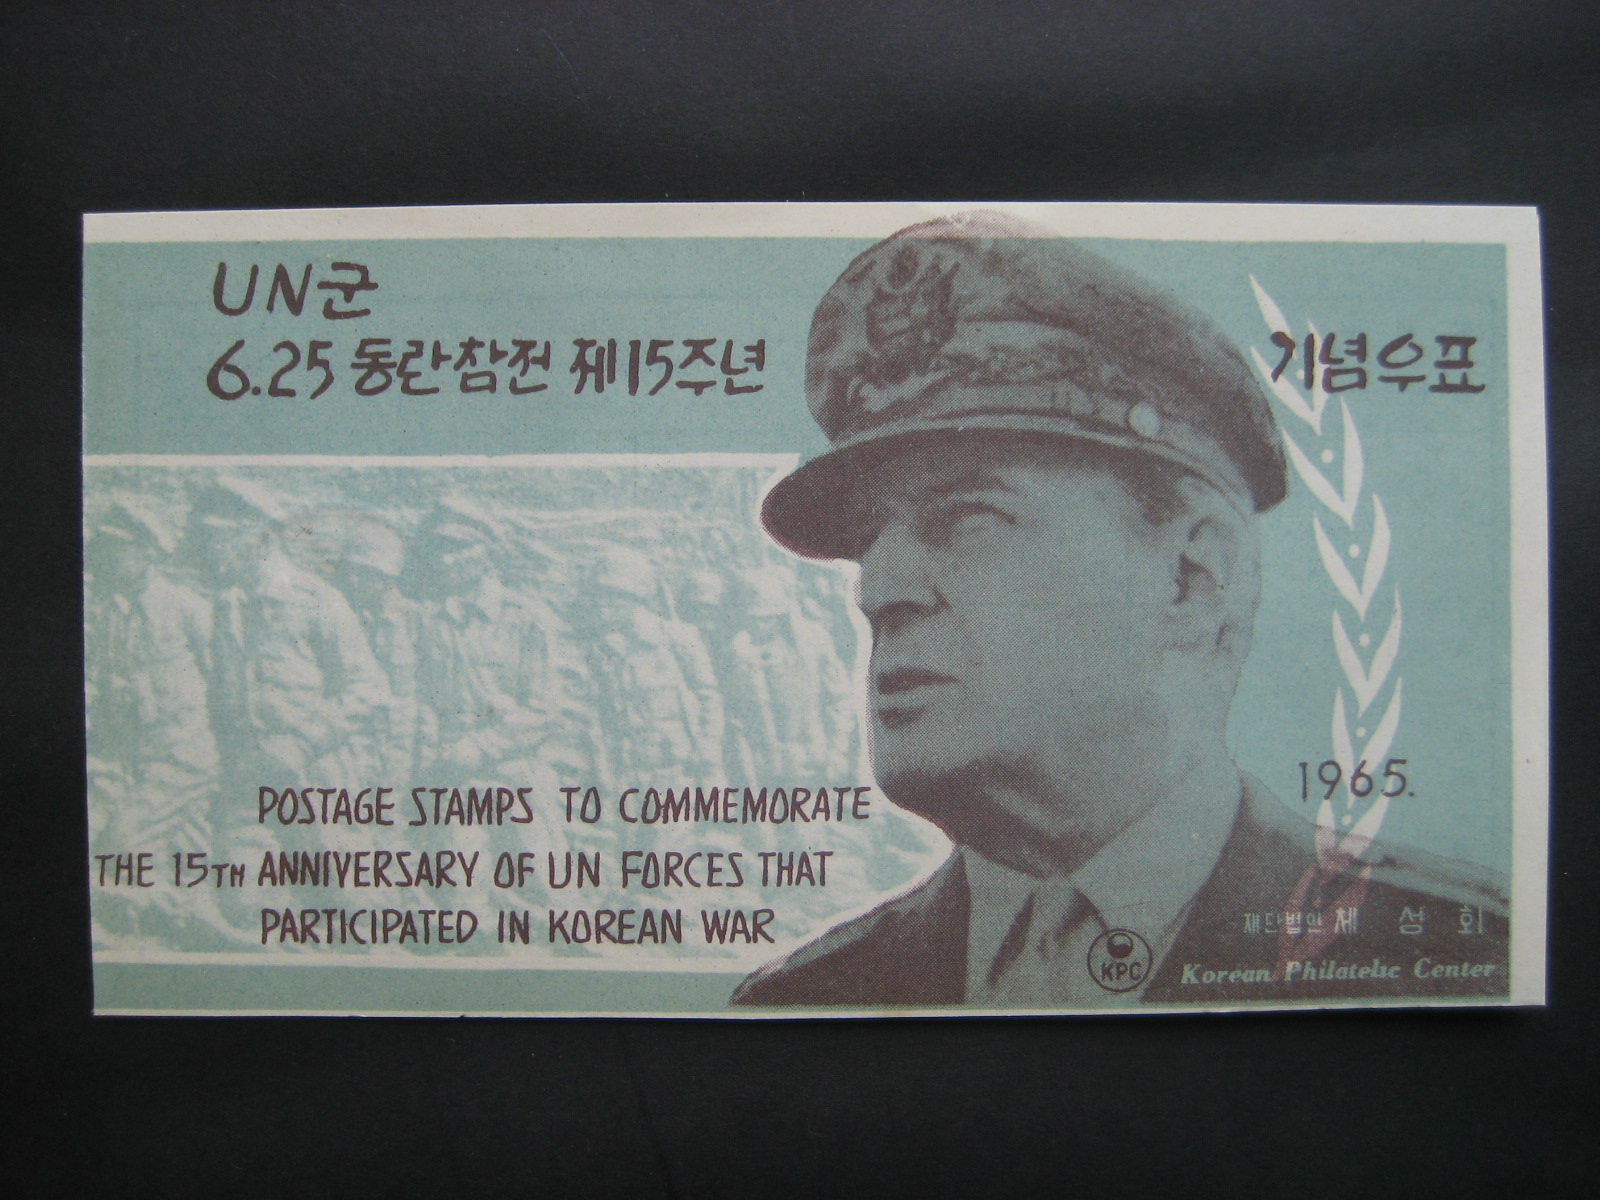 UN군
6.25 동란참전 제15주년 기념우표
POSTAGE STAMPS TO COMMEMORATE
THE 15TH ANNIVERSARY OF UN FORCES THAT
PARTICIPATED IN KOREAN WAR
1965.
재단법인 체 성 회
KPC
Korean Philatelic Center